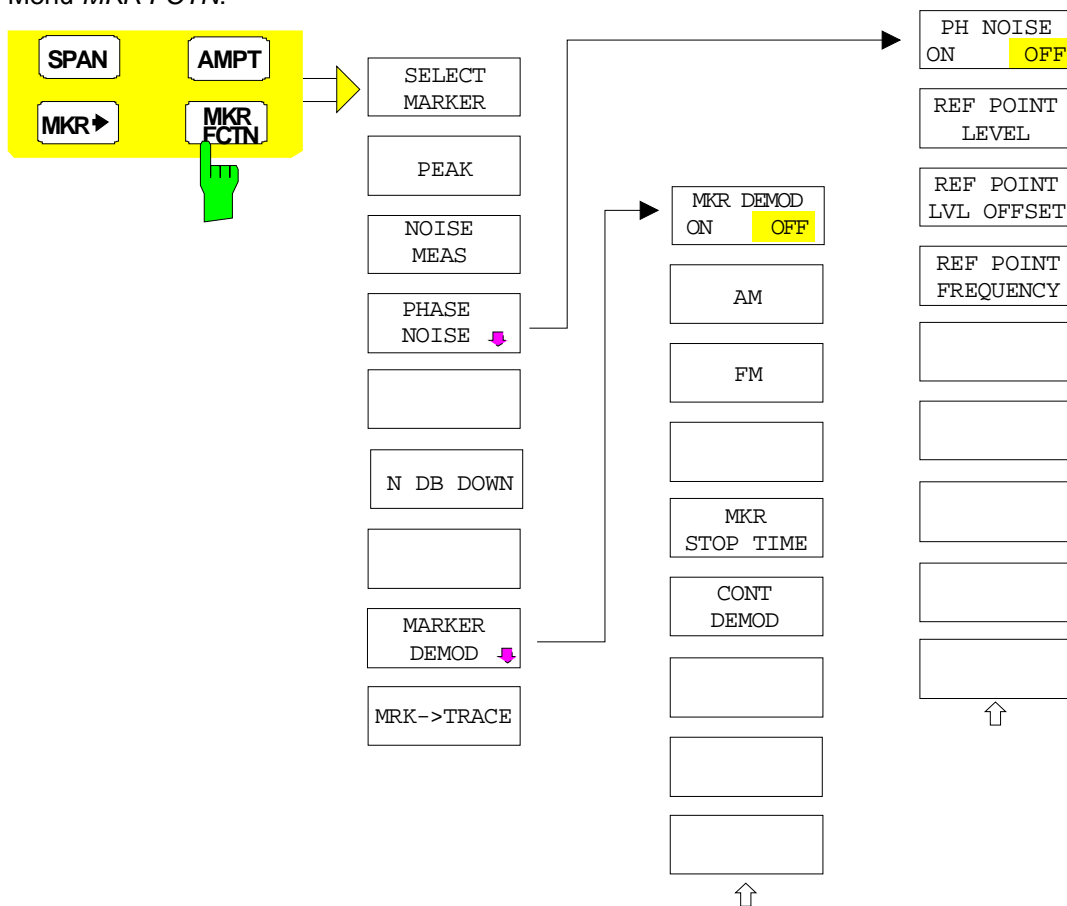 Menu MKR FCTN:
SPAN
AMPT
MKR
MKR
FCTN
SELECT
MARKER
PEAK
NOISE
MEAS
PHASE
NOISE
N DB DOWN
MARKER
DEMOD
MRK->TRACE
MKR DEMOD
ON OFF
AM
FM
MKR
STOP TIME
CONT
DEMOD
PH NOISE
ON OFF
REF POINT
LEVEL
REF POINT
LVL OFFSET
REF POINT
FREQUENCY